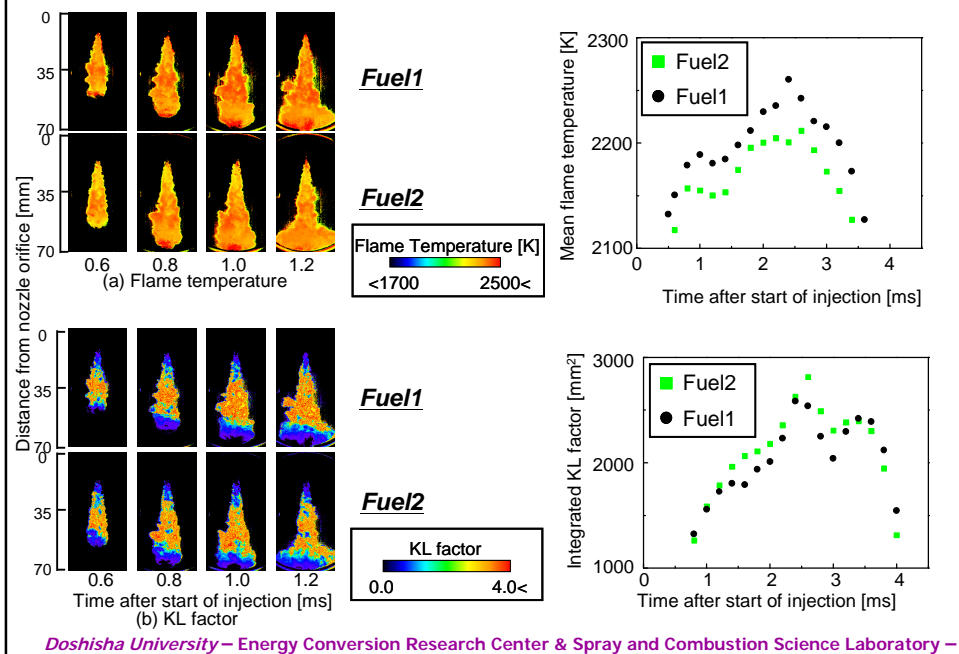 0
35
70
0
35
70
0.6 0.8 1.0 1.2
(a) Flame temperature
Distance from nozzle orifice [mm]
Fuel1
Fuel2
Flame Temperature [K]
<1700 2500<
0
35
70
0
35
70
0.6 0.8 1.0 1.2
Time after start of injection [ms]
(b) KL factor
Fuel1
Fuel2
KL factor
0.0 4.0<
Mean flame temperature [K]
2300
2200
2100
Fuel2
Fuel1
0 1 2 3 4
Time after start of injection [ms]
Integrated KL factor [mm²]
3000
2000
1000
Fuel2
Fuel1
0 1 2 3 4
Time after start of injection [ms]
Doshisha University – Energy Conversion Research Center & Spray and Combustion Science Laboratory –